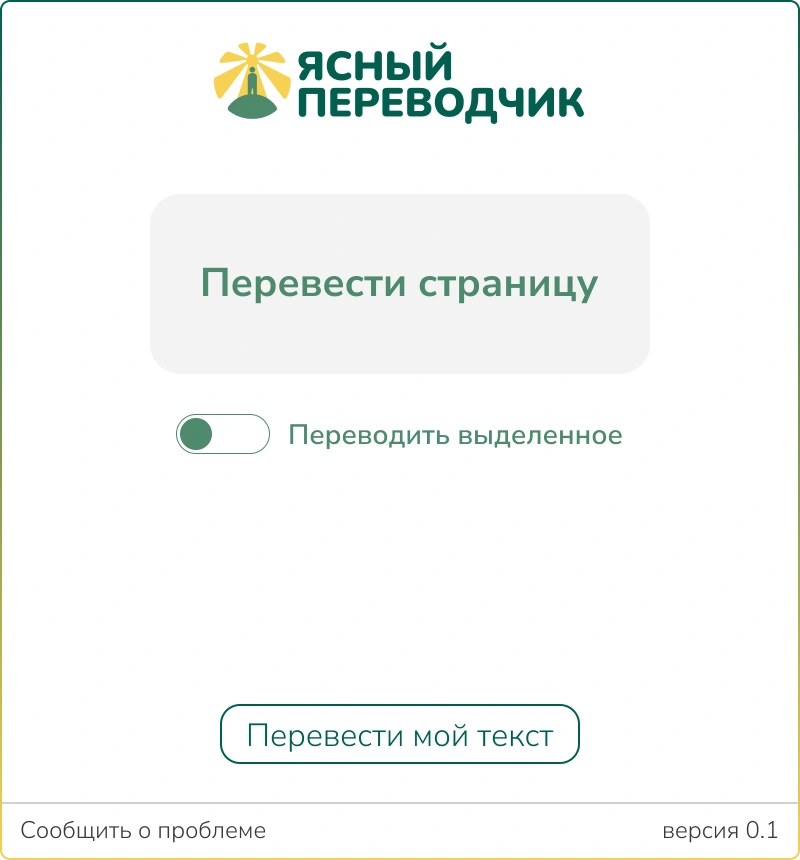 ЯСНЫЙ
ПЕРЕВОДЧИК
Перевести страницу
Переводить выделенное
Перевести мой текст
Сообщить о проблеме
версия 0.1